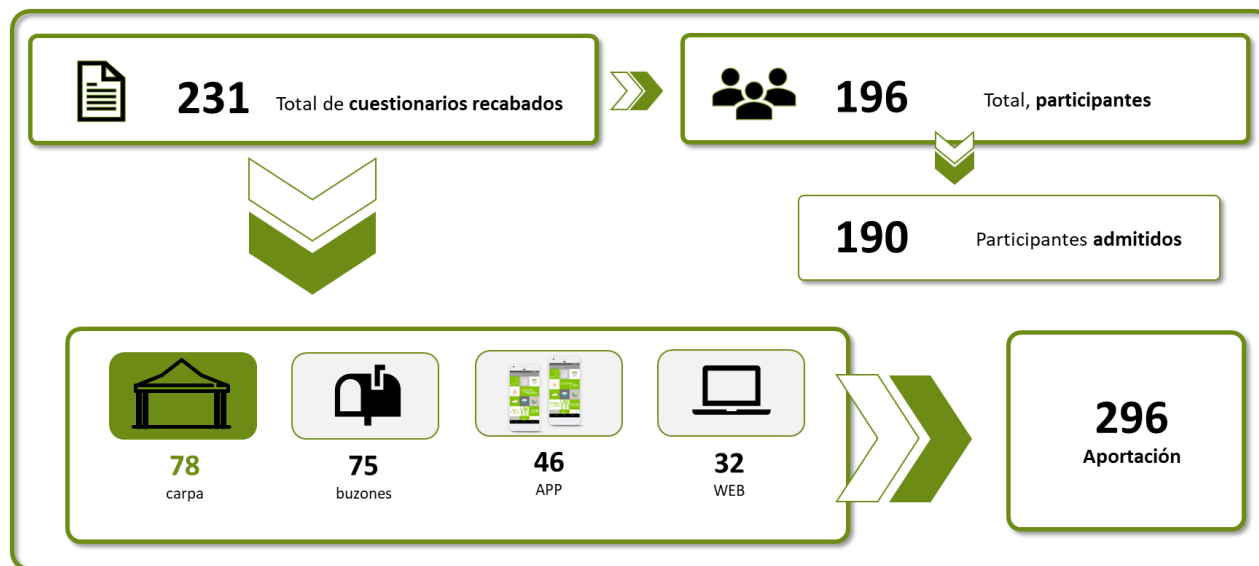 231 Total de cuestionarios recabados
196 Total, participantes
190 Participantes admitidos
78
carpa
75
buzones
46
APP
32
WEB
296
Aportación